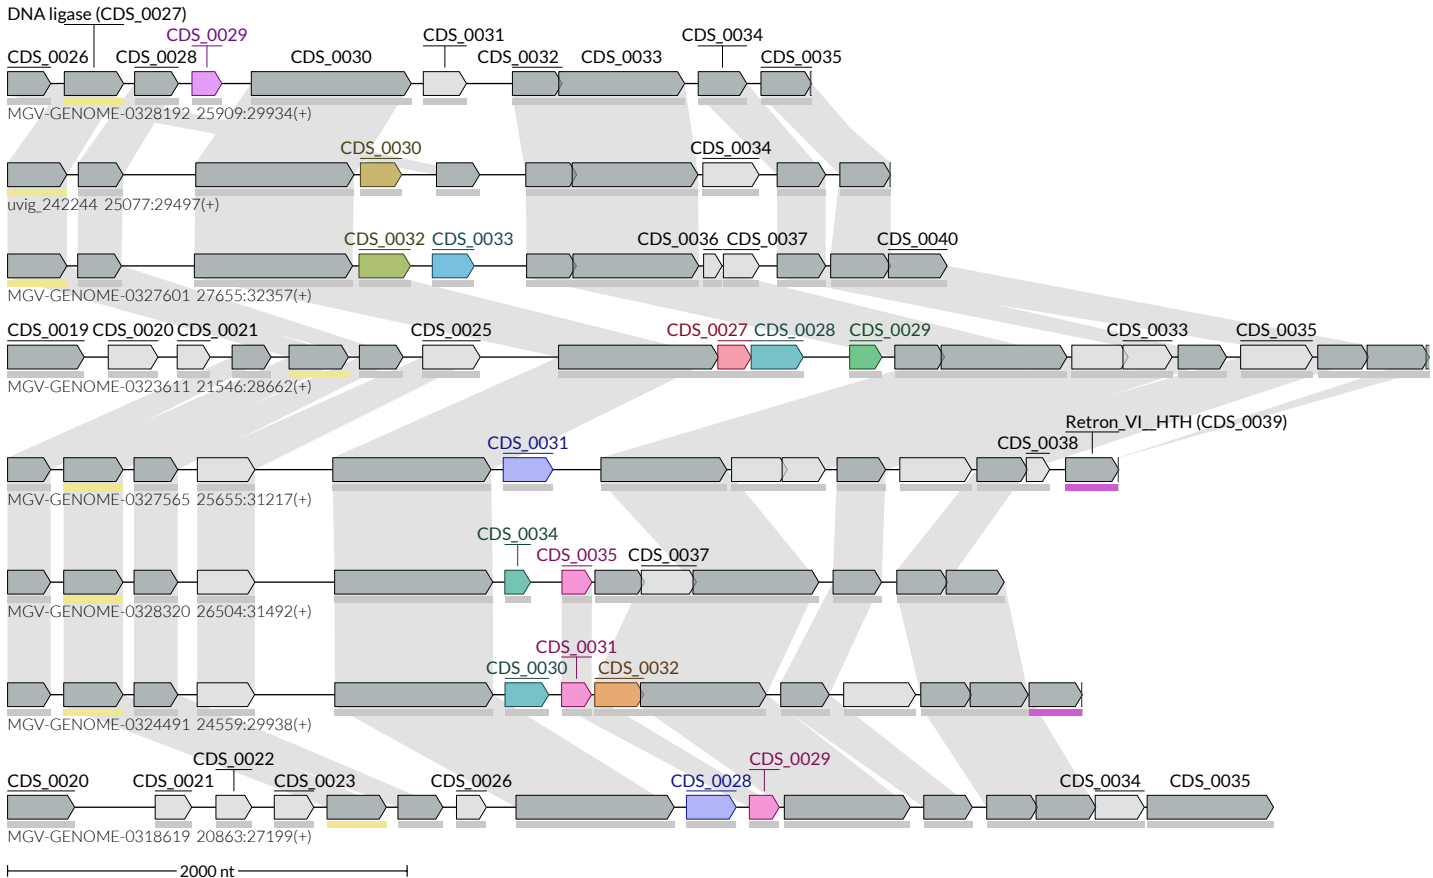 DNA ligase (CDS_0027)
CDS_0029 CDS_0031 CDS_0034
CDS_0026 CDS_0028 CDS_0030 CDS_0032 CDS_0033 CDS_0035
MGV-GENOME-0328192 25909:29934(+)
CDS_0030 CDS_0034
uvig_242244 25077:29497(+)
CDS_0032 CDS_0033 CDS_0036 CDS_0037 CDS_0040
MGV-GENOME-0327601 27655:32357(+)
CDS_0019 CDS_0020 CDS_0021 CDS_0025 CDS_0027 CDS_0028 CDS_0029 CDS_0033 CDS_0035
MGV-GENOME-0323611 21546:28662(+)
Retron_VI__HTH (CDS_0039)
CDS_0031 CDS_0038
MGV-GENOME-0327565 25655:31217(+)
CDS_0034
CDS_0035 CDS_0037
MGV-GENOME-0328320 26504:31492(+)
CDS_0031
CDS_0030 CDS_0032
MGV-GENOME-0324491 24559:29938(+)
CDS_0022 CDS_0029
CDS_0020 CDS_0021 CDS_0023 CDS_0026 CDS_0028 CDS_0034 CDS_0035
MGV-GENOME-0318619 20863:27199(+)
2000 nt